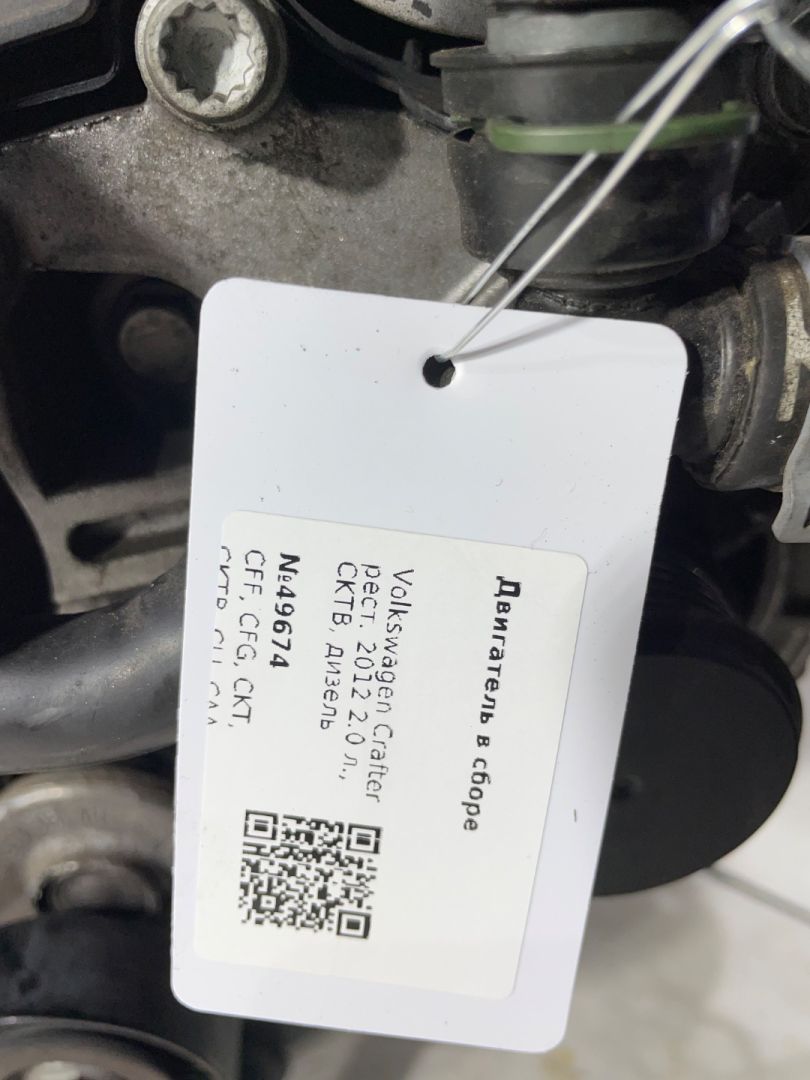 Двигатель в сборе
Volkswagen Crafter
рест. 2012 2.0 л.,
CKTB, дизель
№49674
CFF, CFG, CKT,